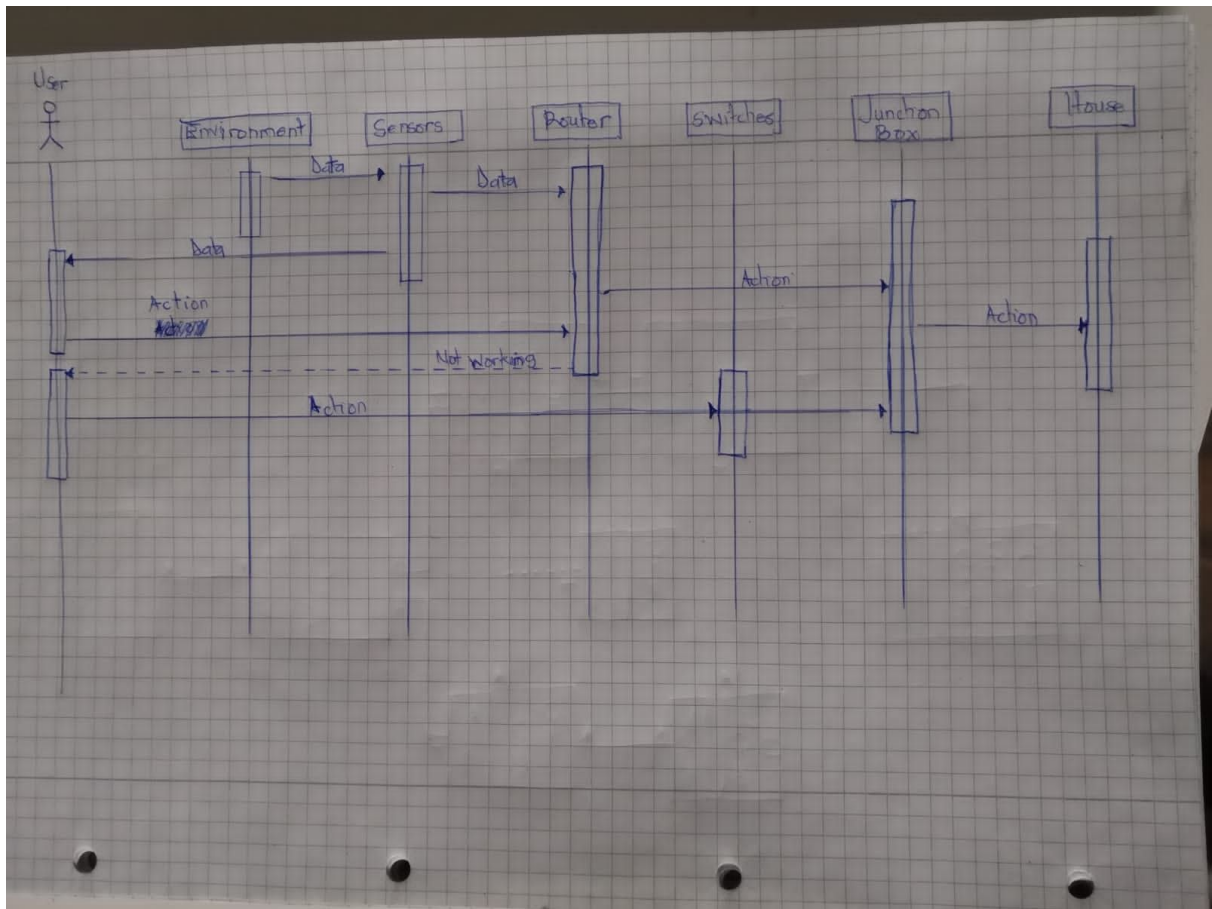 User
Environment
Sensors
Router
Switches
Junction
Box
House
Data
Data
Data
Action
Action
Action
Not working
Action